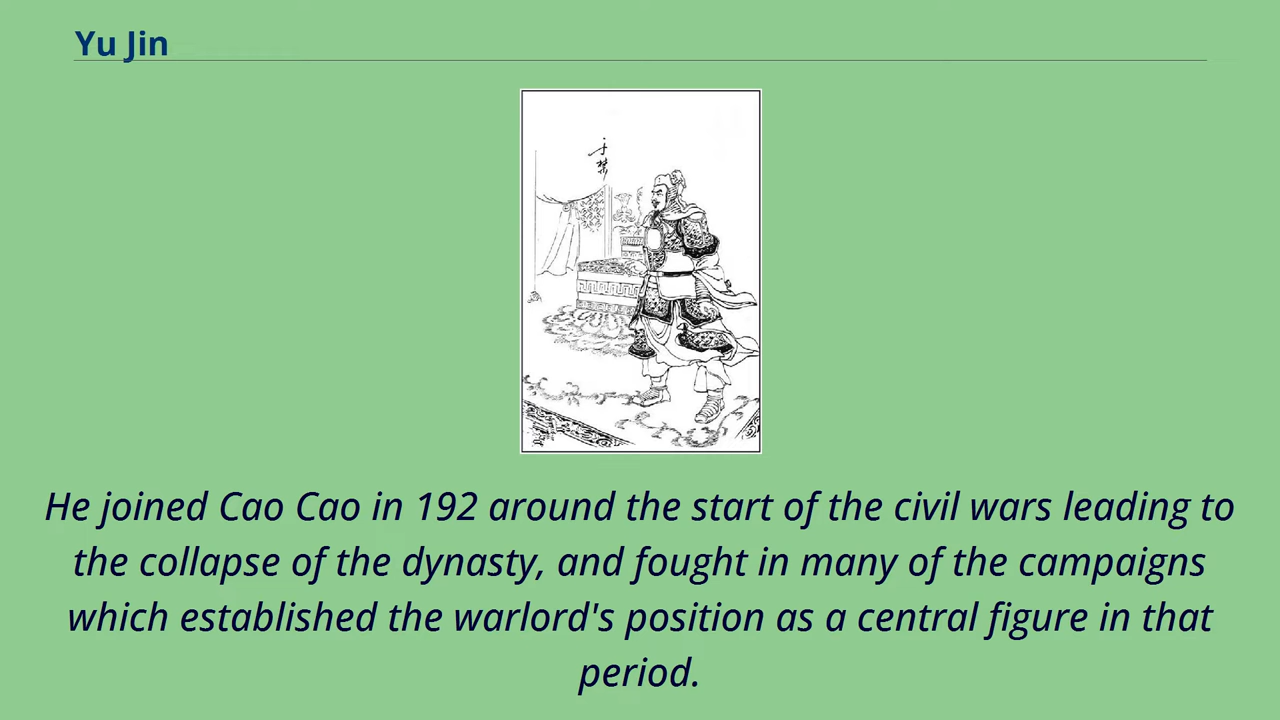 Yu Jin
于
禁
He joined Cao Cao in 192 around the start of the civil wars leading to
the collapse of the dynasty, and fought in many of the campaigns
which established the warlord's position as a central figure in that
period.